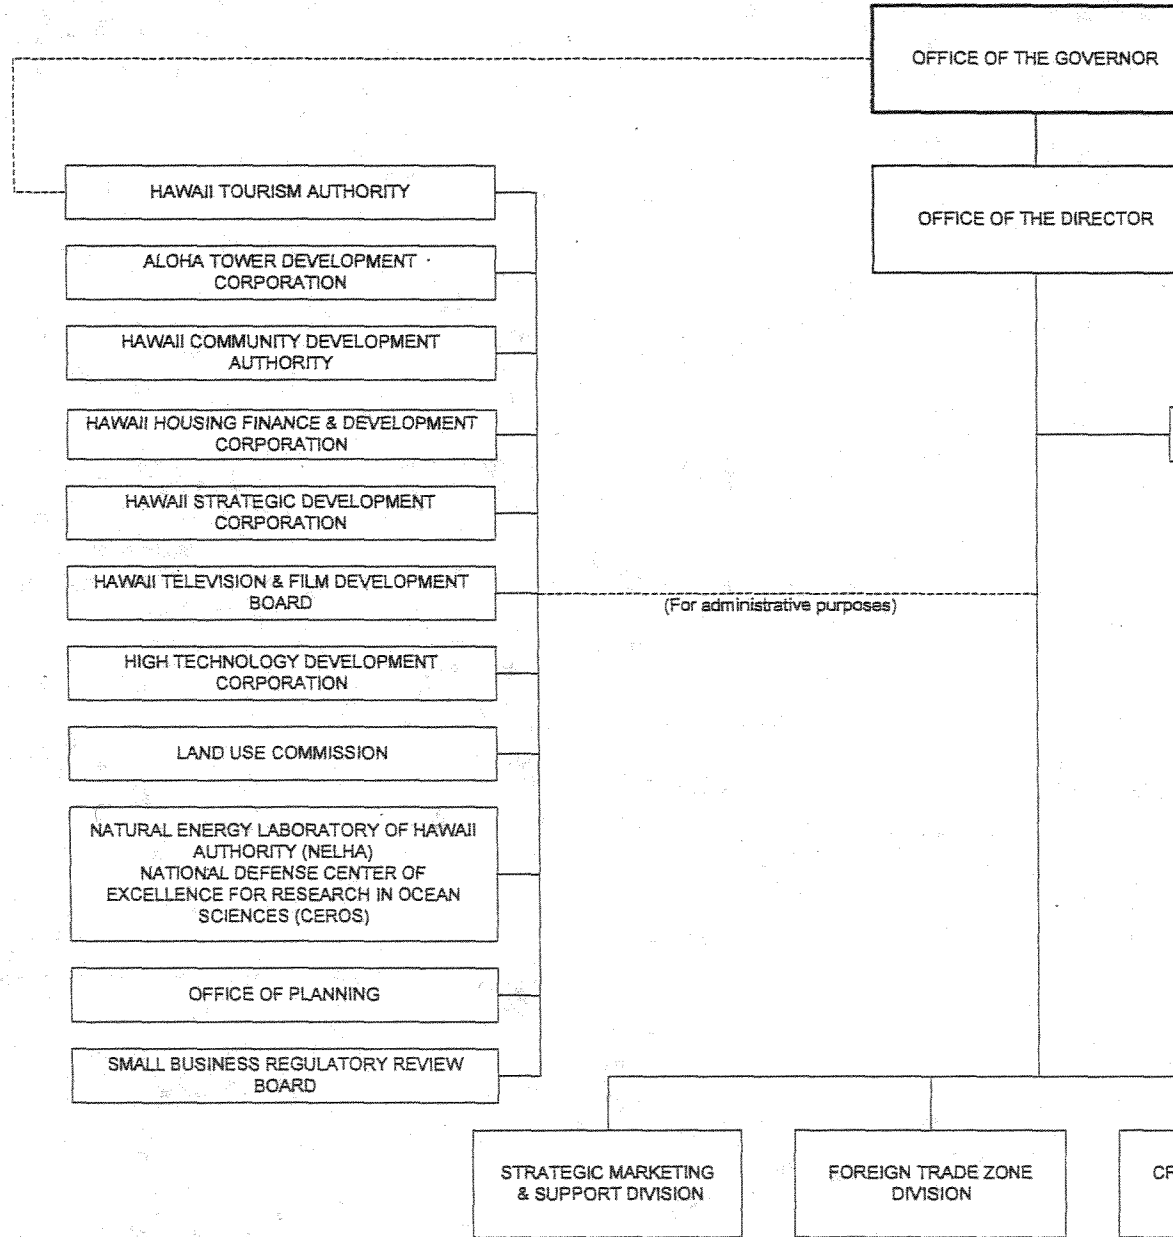 OFFICE OF THE GOVERNOR
OFFICE OF THE DIRECTOR
HAWAII TOURISM AUTHORITY
ALOHA TOWER DEVELOPMENT
CORPORATION
HAWAII COMMUNITY DEVELOPMENT
AUTHORITY
HAWAII HOUSING FINANCE & DEVELOPMENT
CORPORATION
HAWAII STRATEGIC DEVELOPMENT
CORPORATION
HAWAII TELEVISION & FILM DEVELOPMENT
BOARD
(For administrative purposes)
HIGH TECHNOLOGY DEVELOPMENT
CORPORATION
LAND USE COMMISSION
NATURAL ENERGY LABORATORY OF HAWAII
AUTHORITY (NELHA)
NATIONAL DEFENSE CENTER OF
EXCELLENCE FOR RESEARCH IN OCEAN
SCIENCES (CEROS)
OFFICE OF PLANNING
SMALL BUSINESS REGULATORY REVIEW
BOARD
STRATEGIC MARKETING
& SUPPORT DIVISION
FOREIGN TRADE ZONE
DIVISION